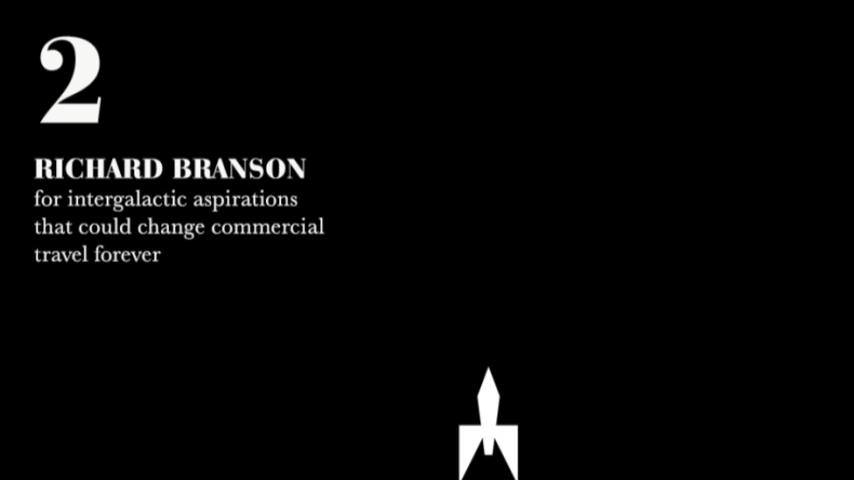 2
RICHARD BRANSON
for intergalactic aspirations
that could change commercial
travel forever